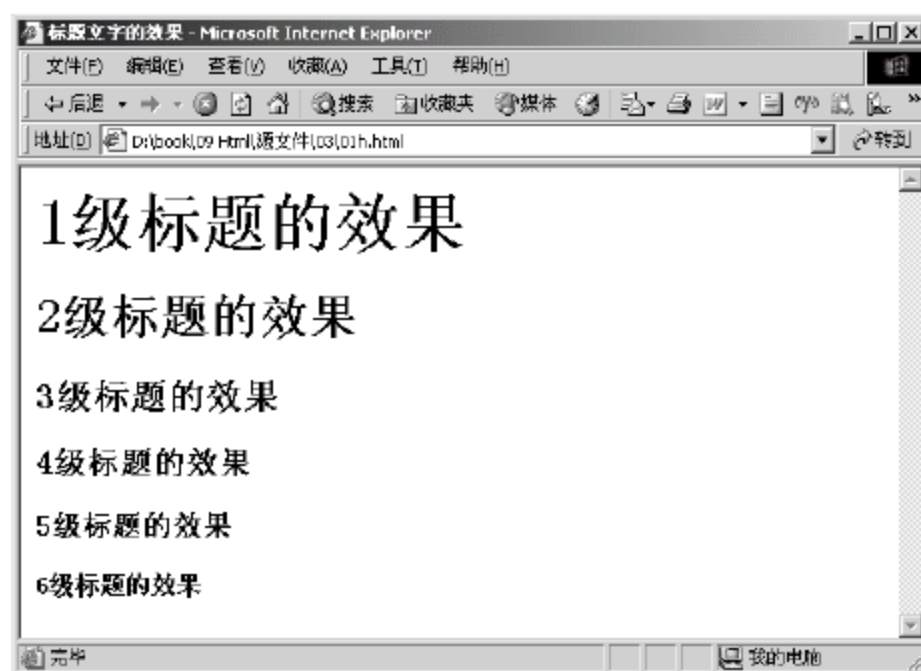 标题文字的效果 - Microsoft Internet Explorer
文件(F) 编辑(E) 查看(V) 收藏(A) 工具(T) 帮助(H)
后退 搜索 收藏夹 媒体 »
地址(D) D:\book\09 Html\源文件\03\01h.html 转到
1级标题的效果
2级标题的效果
3级标题的效果
4级标题的效果
5级标题的效果
6级标题的效果
完毕 我的电脑